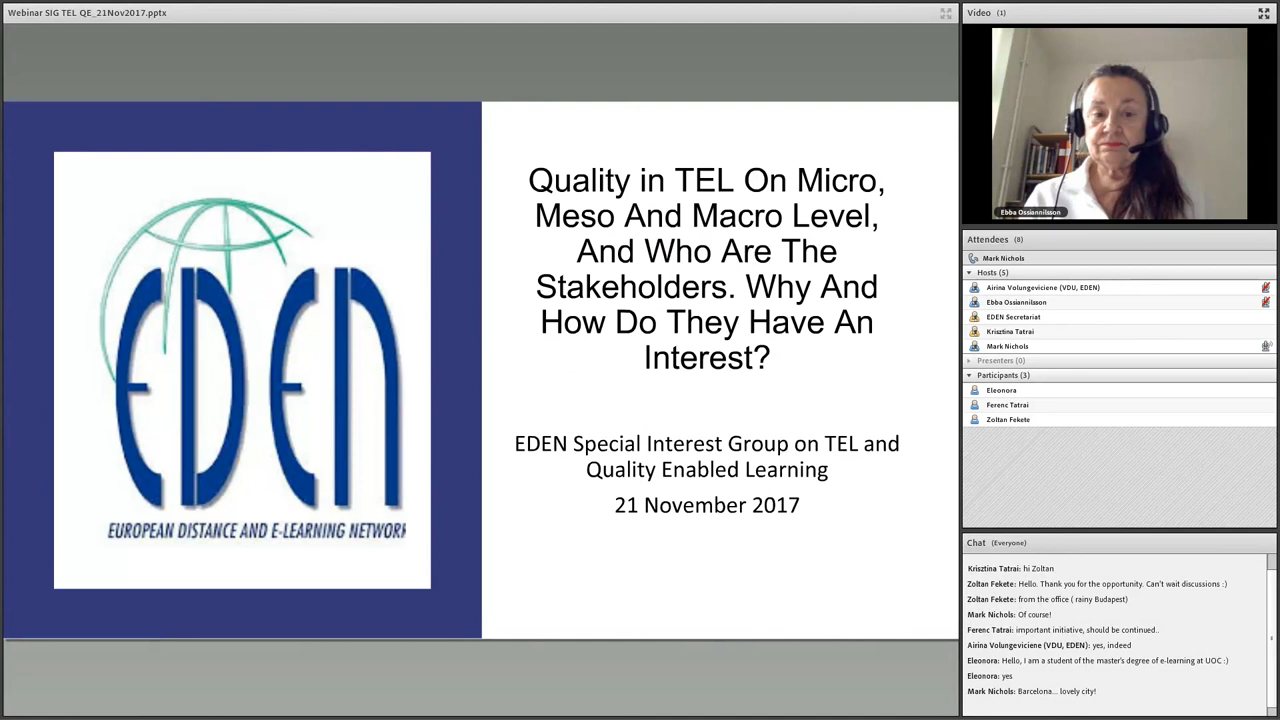 Webinar SIG TEL QE_21Nov2017.pptx
EDEN
EUROPEAN DISTANCE AND E-LEARNING NETWORK
Quality in TEL On Micro,
Meso And Macro Level,
And Who Are The
Stakeholders. Why And
How Do They Have An
Interest?
EDEN Special Interest Group on TEL and
Quality Enabled Learning
21 November 2017
Video (1)
Ebba Ossiannilsson
Attendees (8)
Mark Nichols
Hosts (5)
Airina Volungeviciene (VDU, EDEN)
Ebba Ossiannilsson
EDEN Secretariat
Krisztina Tatrai
Mark Nichols
Presenters (0)
Participants (3)
Eleonora
Ferenc Tatrai
Zoltan Fekete
Chat (Everyone)
Krisztina Tatrai: hi Zoltan
Zoltan Fekete: Hello. Thank you for the opportunity. Can't wait discussions :)
Zoltan Fekete: from the office ( rainy Budapest)
Mark Nichols: Of course!
Ferenc Tatrai: important initiative, should be continued..
Airina Volungeviciene (VDU, EDEN): yes, indeed
Eleonora: Hello, I am a student of the master's degree of e-learning at UOC :)
Eleonora: yes
Mark Nichols: Barcelona... lovely city!